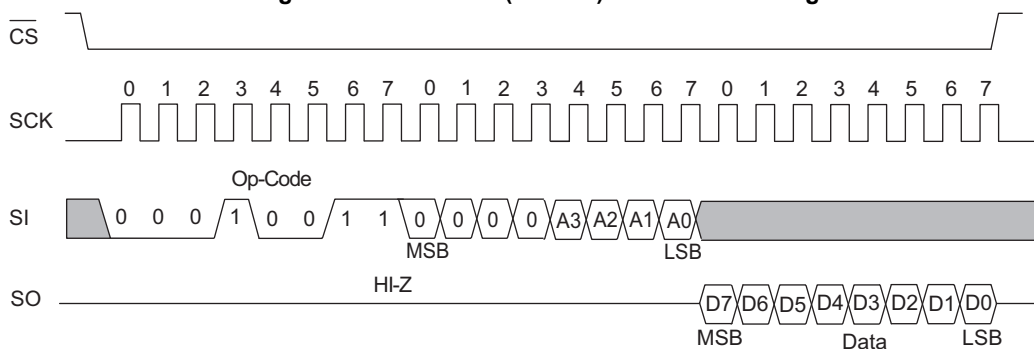 CS
0 1 2 3 4 5 6 7 0 1 2 3 4 5 6 7 0 1 2 3 4 5 6 7
SCK
Op-Code
SI 0 0 0 1 0 0 1 1 0 0 0 0 A3 A2 A1 A0
MSB LSB
HI-Z
SO D7 D6 D5 D4 D3 D2 D1 D0
MSB Data LSB